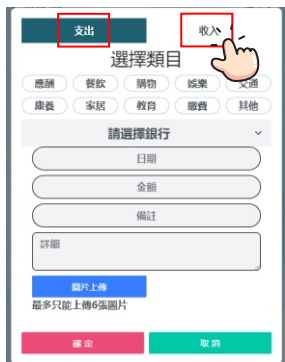 支出 收入
選擇類目
應酬 餐飲 購物 娛樂 交通
康養 家居 教育 繳費 其他
請選擇銀行
日期
金額
備註
詳細
圖片上傳
最多只能上傳6張圖片
確定 取消